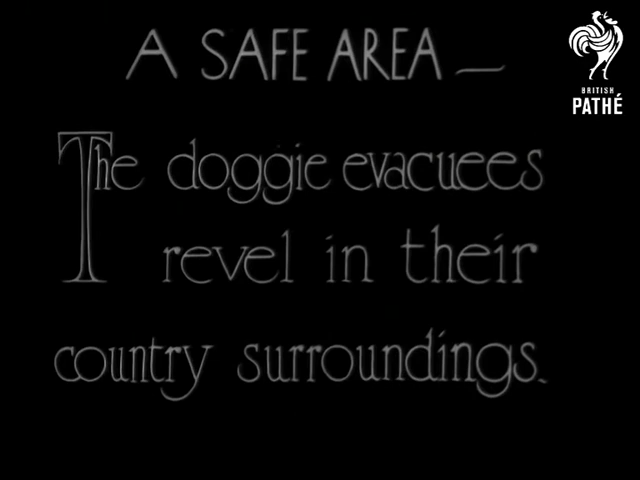 A SAFE AREA —
BRITISH
PATHÉ
The doggie evacuees
revel in their
country surroundings.